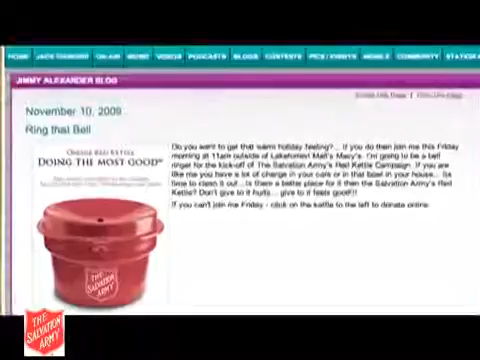 HOME JACK DIAMOND ON-AIR MUSIC VIDEOS PODCASTS BLOGS CONTESTS PICS / EVENTS MOBILE COMMUNITY STATION
JIMMY ALEXANDER BLOG
November 10, 2009
Ring that Bell
ONLINE RED KETTLE
DOING THE MOST GOOD
Do you want to get that warm holiday feeling?... if you do then join me this Friday
morning at 11am outside of Lakeforest Mall's Macy's. I'm going to be a bell
ringer for the kick-off of The Salvation Army's Red Kettle Campaign. If you are
like me you have a lot of change in your cars or in that bowl in your house... its
time to clean it out... Is there a better place for it then the Salvation Army's Red
Kettle? Don't give to it hurts... give to it feels good!!!
If you can't join me Friday - click on the kettle to the left to donate online.
THE SALVATION ARMY
THE
SALVATION
ARMY